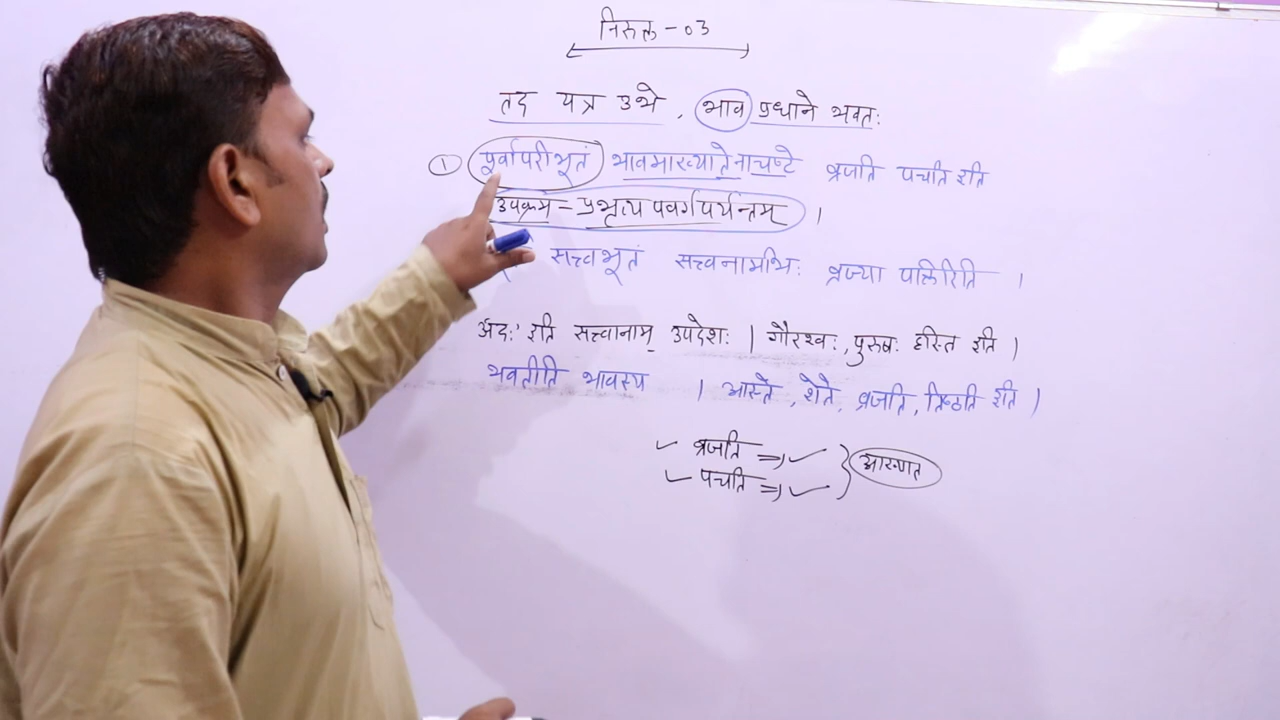 निरुक्त - ०३
तद यत्र उभे , भाव प्रधाने भवतः
① पूर्वापरीभूतं भावमाख्यातेनाचष्टे व्रजति पचति इति
उपक्रम = प्रभृत्य पवर्गपर्यन्तम् ।
सत्त्वभूतं सत्त्वनामभिः व्रज्या पक्तिरिति ।
अदः' इति सत्त्वानाम् उपदेशः । गौरश्वः , पुरुषः हस्ति इति ।
भवतीति भावस्य । आस्ते , शेते , व्रजति , तिष्ठति इति ।
✓ व्रजति ⇒ ✓
✓ पचति ⇒ ✓ } आख्यात